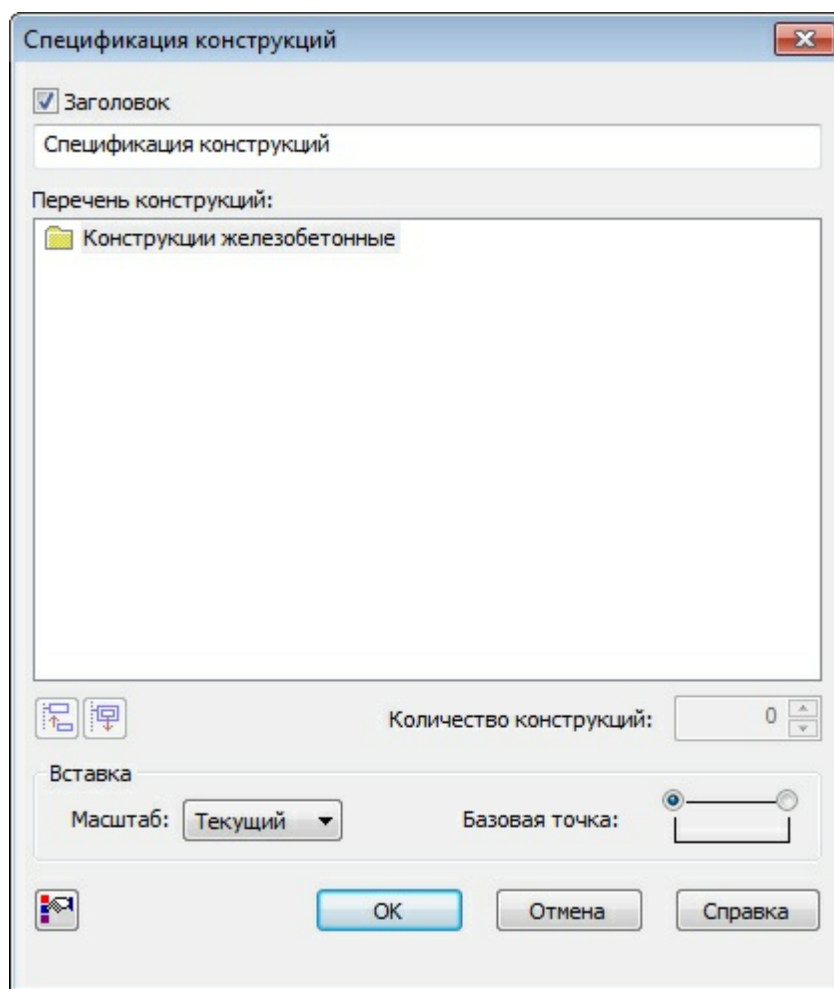 Спецификация конструкций
Заголовок
Спецификация конструкций
Перечень конструкций:
Конструкции железобетонные
Количество конструкций: 0
Вставка
Масштаб: Текущий Базовая точка:
OK Отмена Справка